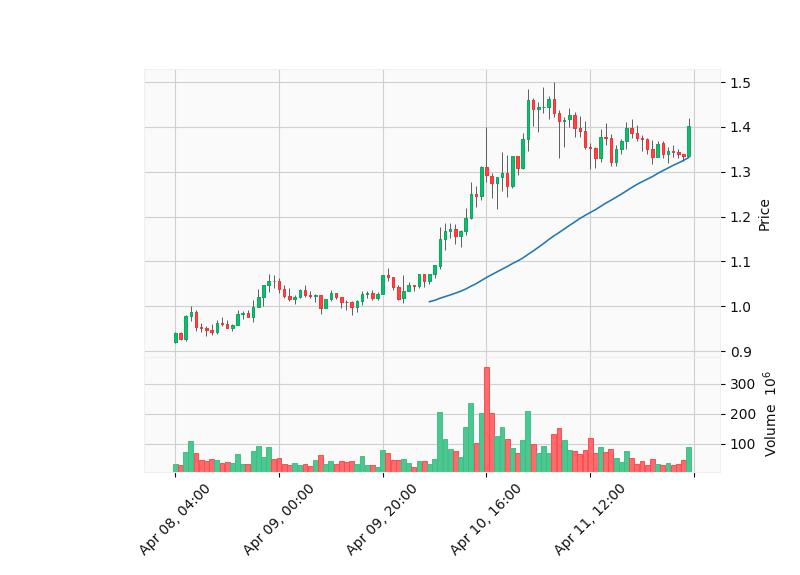 1.5
1.4
1.3
1.2
1.1
1.0
0.9
Price
300
200
100
Volume 10⁶
Apr 08, 04:00
Apr 09, 00:00
Apr 09, 20:00
Apr 10, 16:00
Apr 11, 12:00